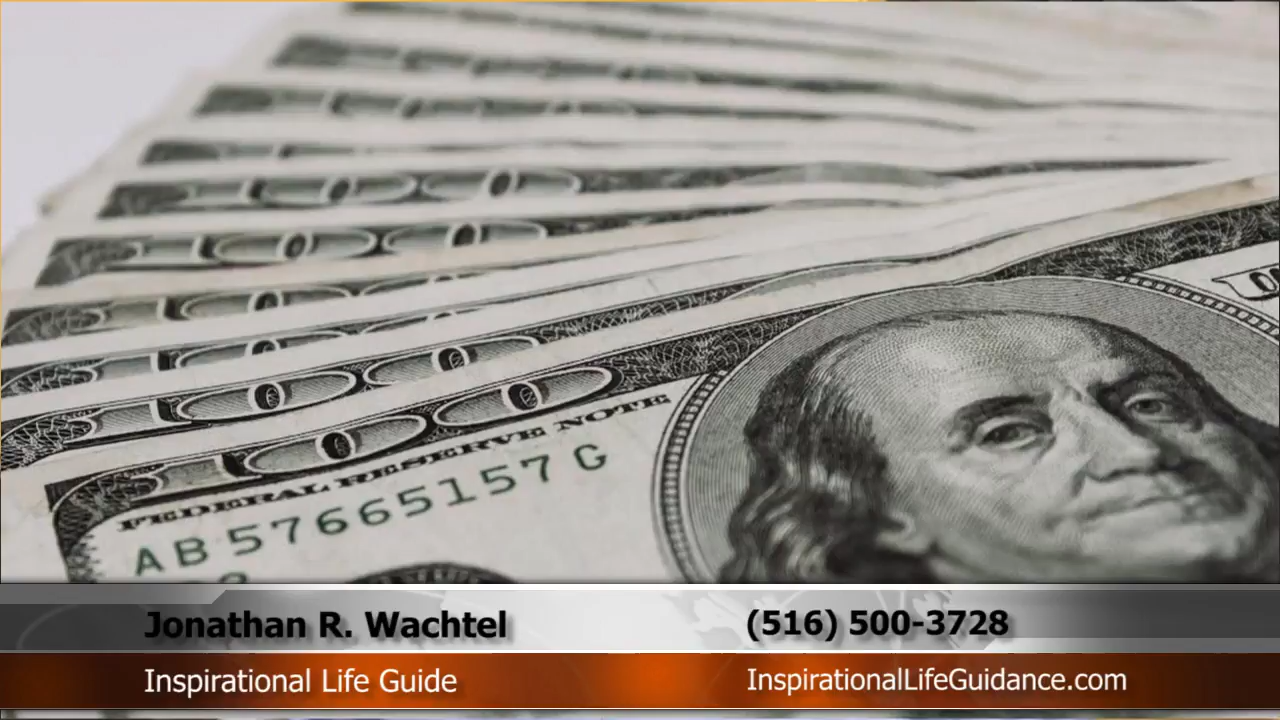 FEDERAL RESERVE NOTE
AB 57665157 G
Jonathan R. Wachtel
(516) 500-3728
Inspirational Life Guide
InspirationalLifeGuidance.com